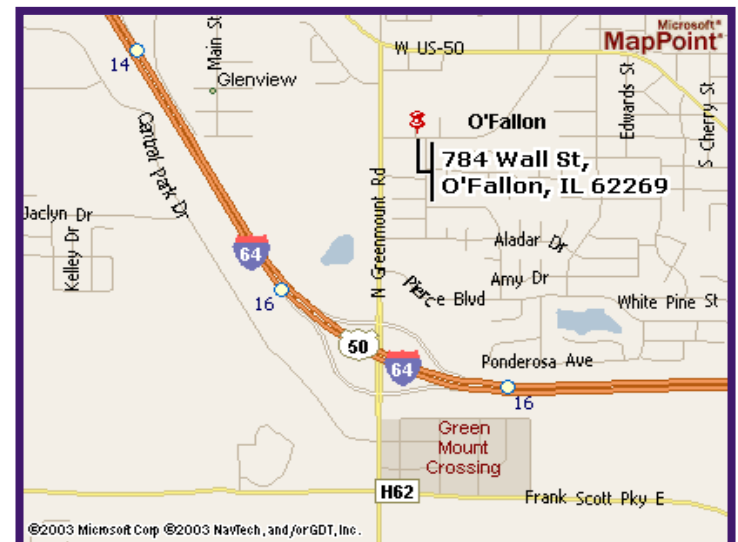 Microsoft®
MapPoint®
W US-50
Main St
14
Glenview
Edwards St
S Cherry St
O'Fallon
784 Wall St,
O'Fallon, IL 62269
Central Park Dr
Jaclyn Dr
Kelley Dr
N Greenmount Rd
Aladar Dr
64
Amy Dr
Pierce Blvd
16
White Pine St
50
64
Ponderosa Ave
16
Green
Mount
Crossing
H62
Frank Scott Pky E
©2003 Microsoft Corp ©2003 NavTech, and/or GDT, Inc.